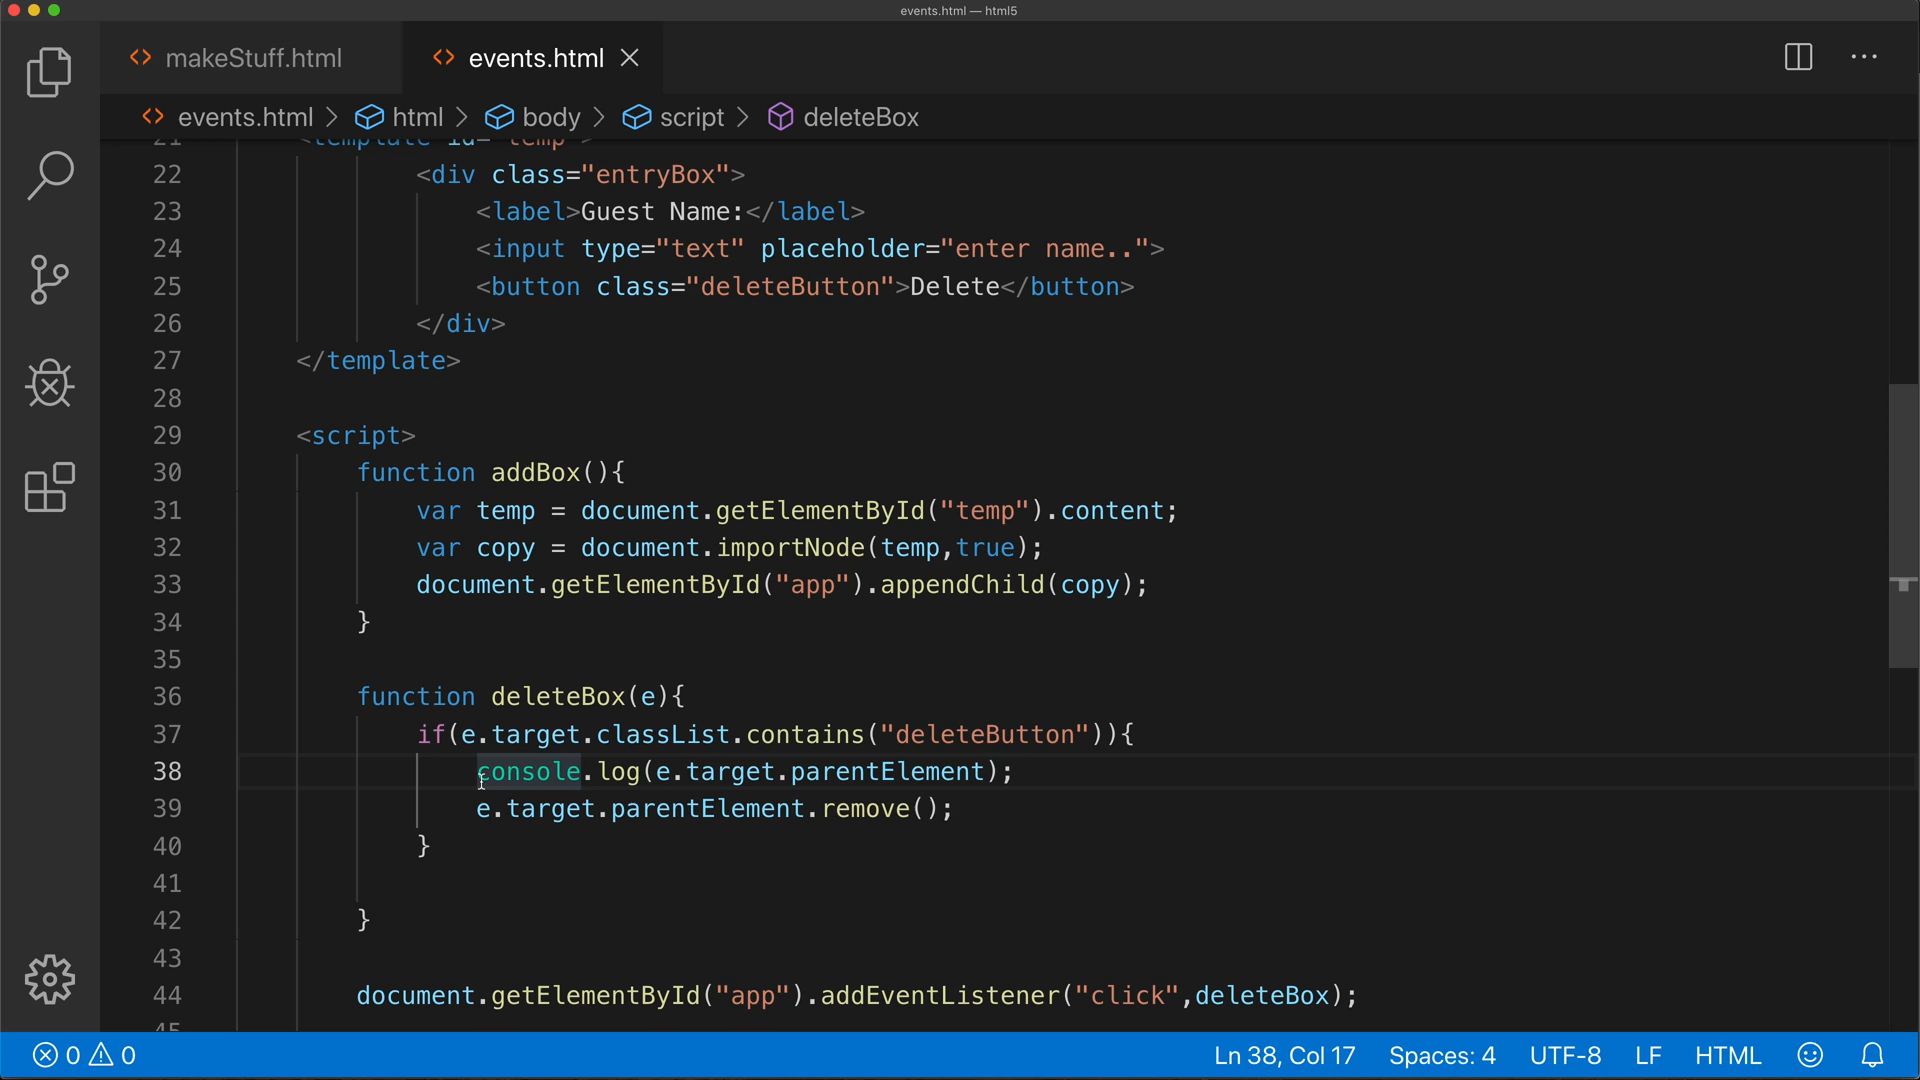 events.html — html5
makeStuff.html
events.html
events.html > html > body > script > deleteBox
21 <template id="temp">
22 <div class="entryBox">
23 <label>Guest Name:</label>
24 <input type="text" placeholder="enter name..">
25 <button class="deleteButton">Delete</button>
26 </div>
27 </template>
28
29 <script>
30 function addBox(){
31 var temp = document.getElementById("temp").content;
32 var copy = document.importNode(temp,true);
33 document.getElementById("app").appendChild(copy);
34 }
35
36 function deleteBox(e){
37 if(e.target.classList.contains("deleteButton")){
38 console.log(e.target.parentElement);
39 e.target.parentElement.remove();
40 }
41
42 }
43
44 document.getElementById("app").addEventListener("click",deleteBox);
45
0 0 Ln 38, Col 17 Spaces: 4 UTF-8 LF HTML